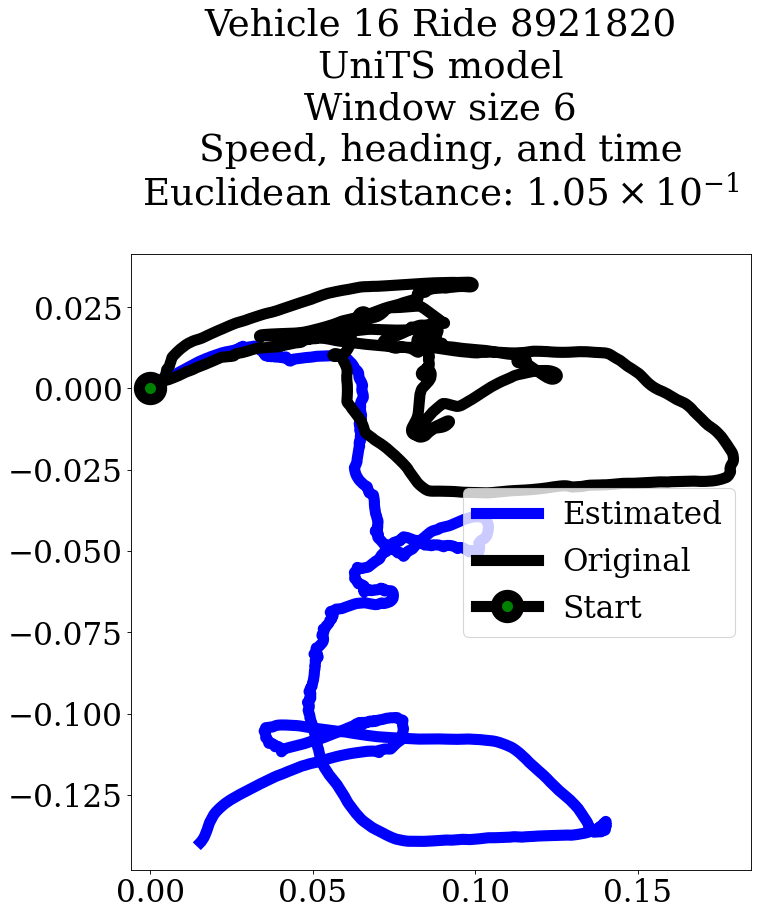 Vehicle 16 Ride 8921820
UniTS model
Window size 6
Speed, heading, and time
Euclidean distance: $1.05 \times 10^{-1}$
0.025
0.000
−0.025
−0.050
−0.075
−0.100
−0.125
Estimated
Original
Start
0.00 0.05 0.10 0.15